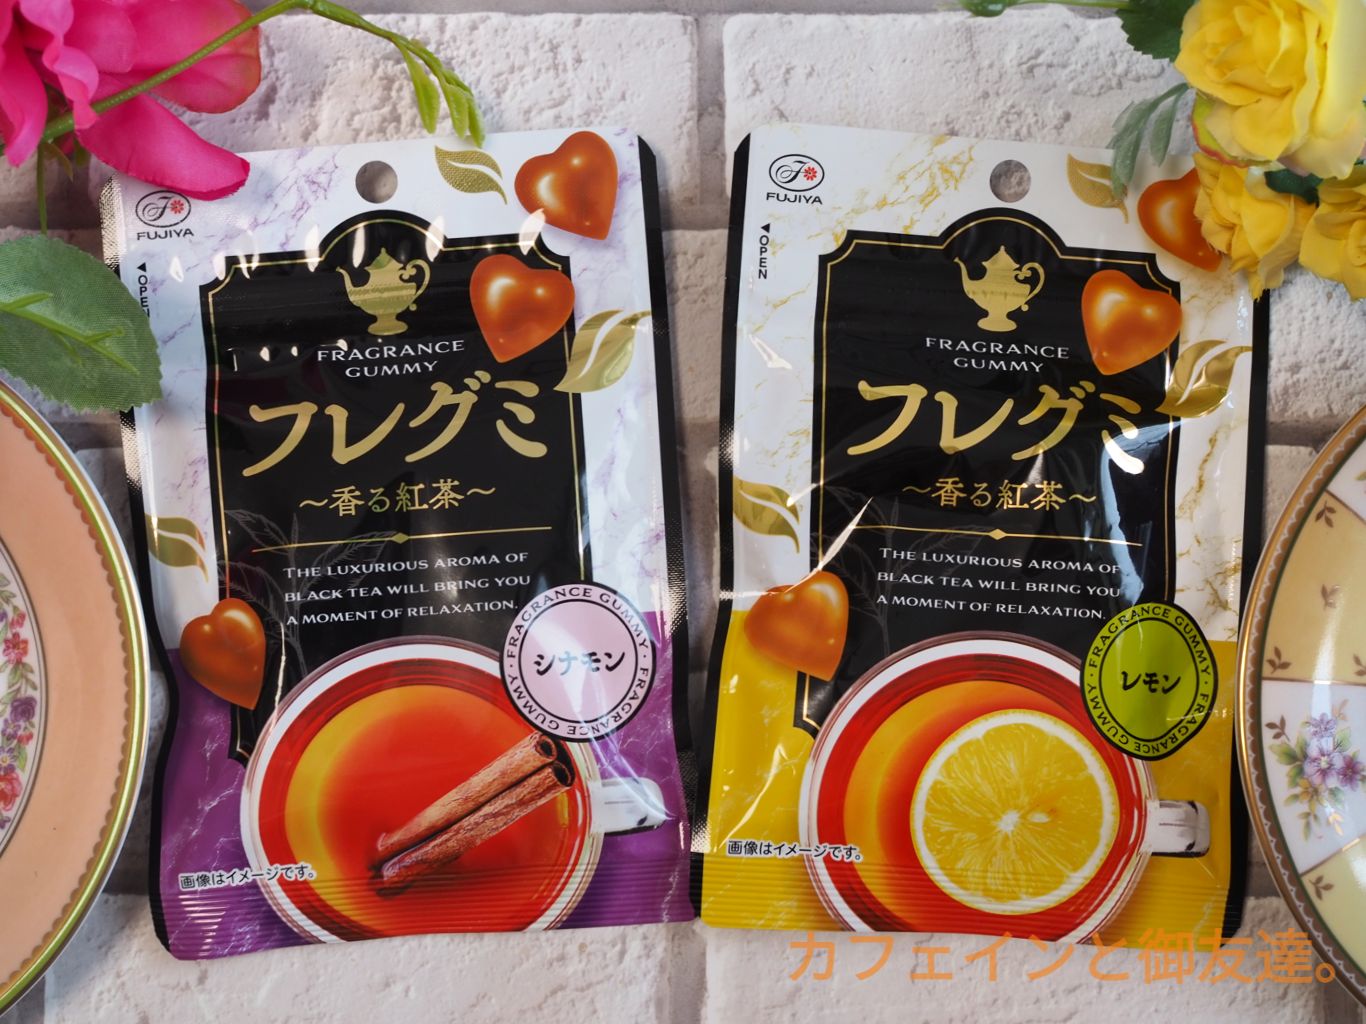 FUJIYA
◀OPEN
FRAGRANCE
GUMMY
フレグミ
～香る紅茶～
THE LUXURIOUS AROMA OF
BLACK TEA WILL BRING YOU
A MOMENT OF RELAXATION.
FRAGRANCE GUMMY・FRAGRANCE GUMMY・
シナモン
画像はイメージです。
FUJIYA
◀OPEN
FRAGRANCE
GUMMY
フレグミ
～香る紅茶～
THE LUXURIOUS AROMA OF
BLACK TEA WILL BRING YOU
A MOMENT OF RELAXATION.
FRAGRANCE GUMMY・FRAGRANCE GUMMY・
レモン
画像はイメージです。
カフェインと御友達。